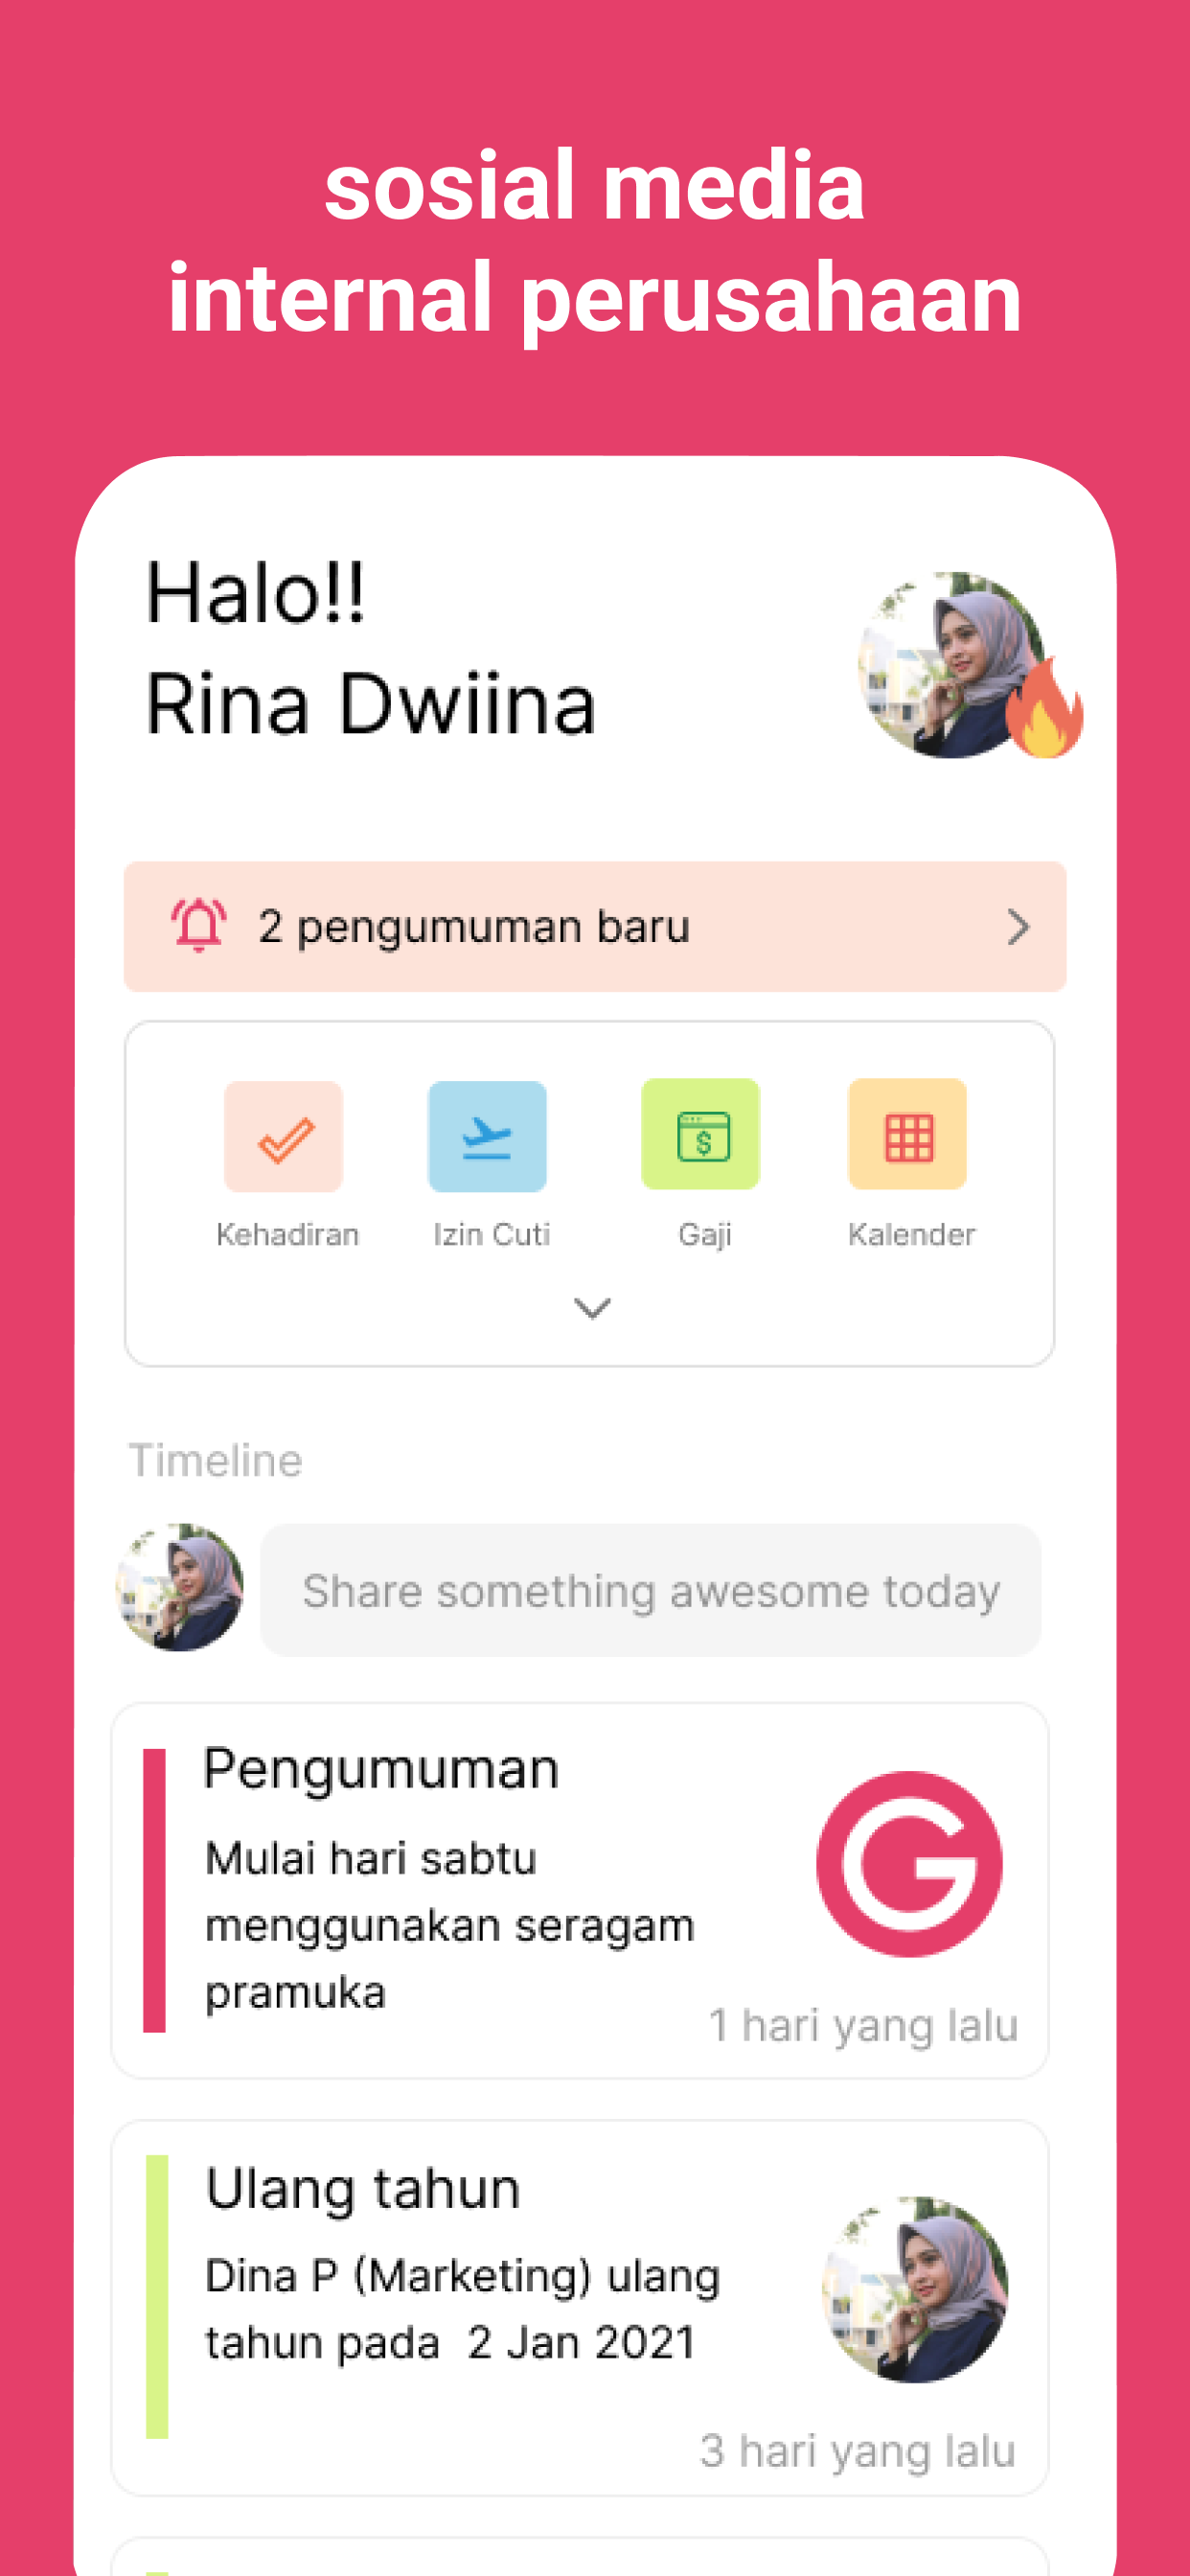 sosial media
internal perusahaan
Halo!!
Rina Dwiina
2 pengumuman baru
Kehadiran
Izin Cuti
Gaji
Kalender
Timeline
Share something awesome today
Pengumuman
Mulai hari sabtu
menggunakan seragam
pramuka
G
1 hari yang lalu
Ulang tahun
Dina P (Marketing) ulang
tahun pada 2 Jan 2021
3 hari yang lalu